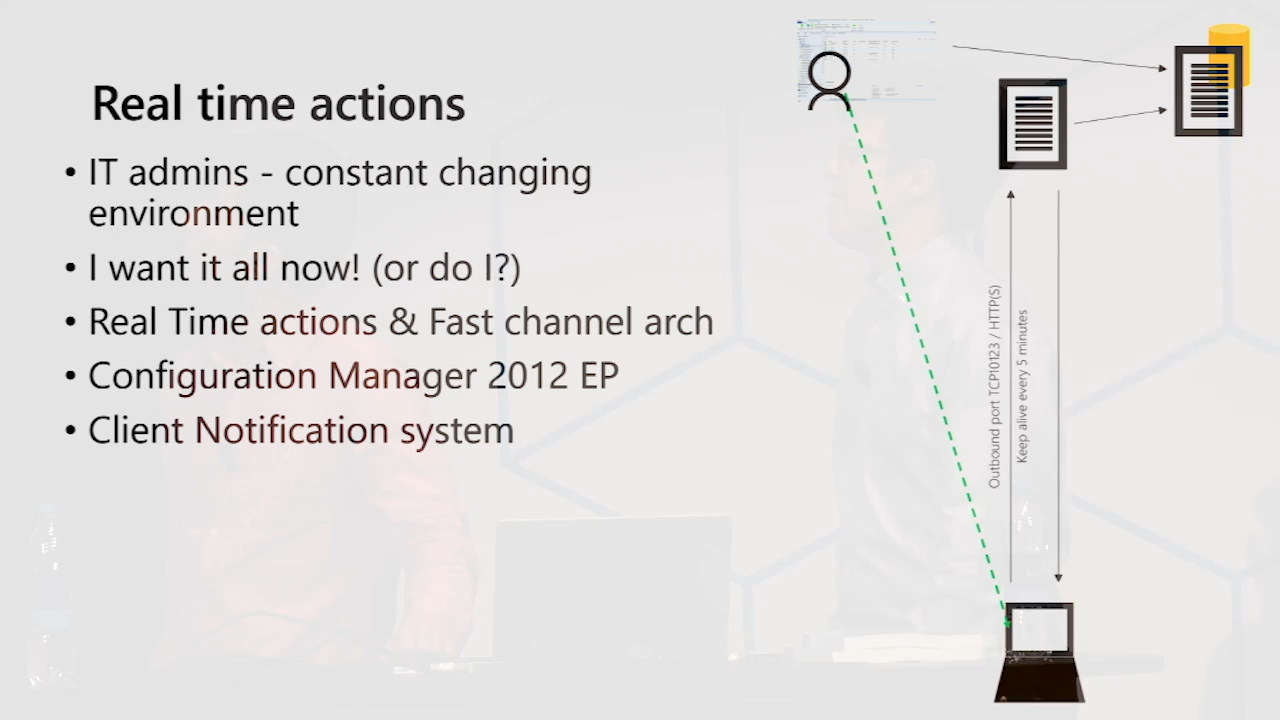 Real time actions
• IT admins - constant changing
environment
• I want it all now! (or do I?)
• Real Time actions & Fast channel arch
• Configuration Manager 2012 EP
• Client Notification system
Outbound port TCP10123 / HTTP(S)
Keep alive every 5 minutes